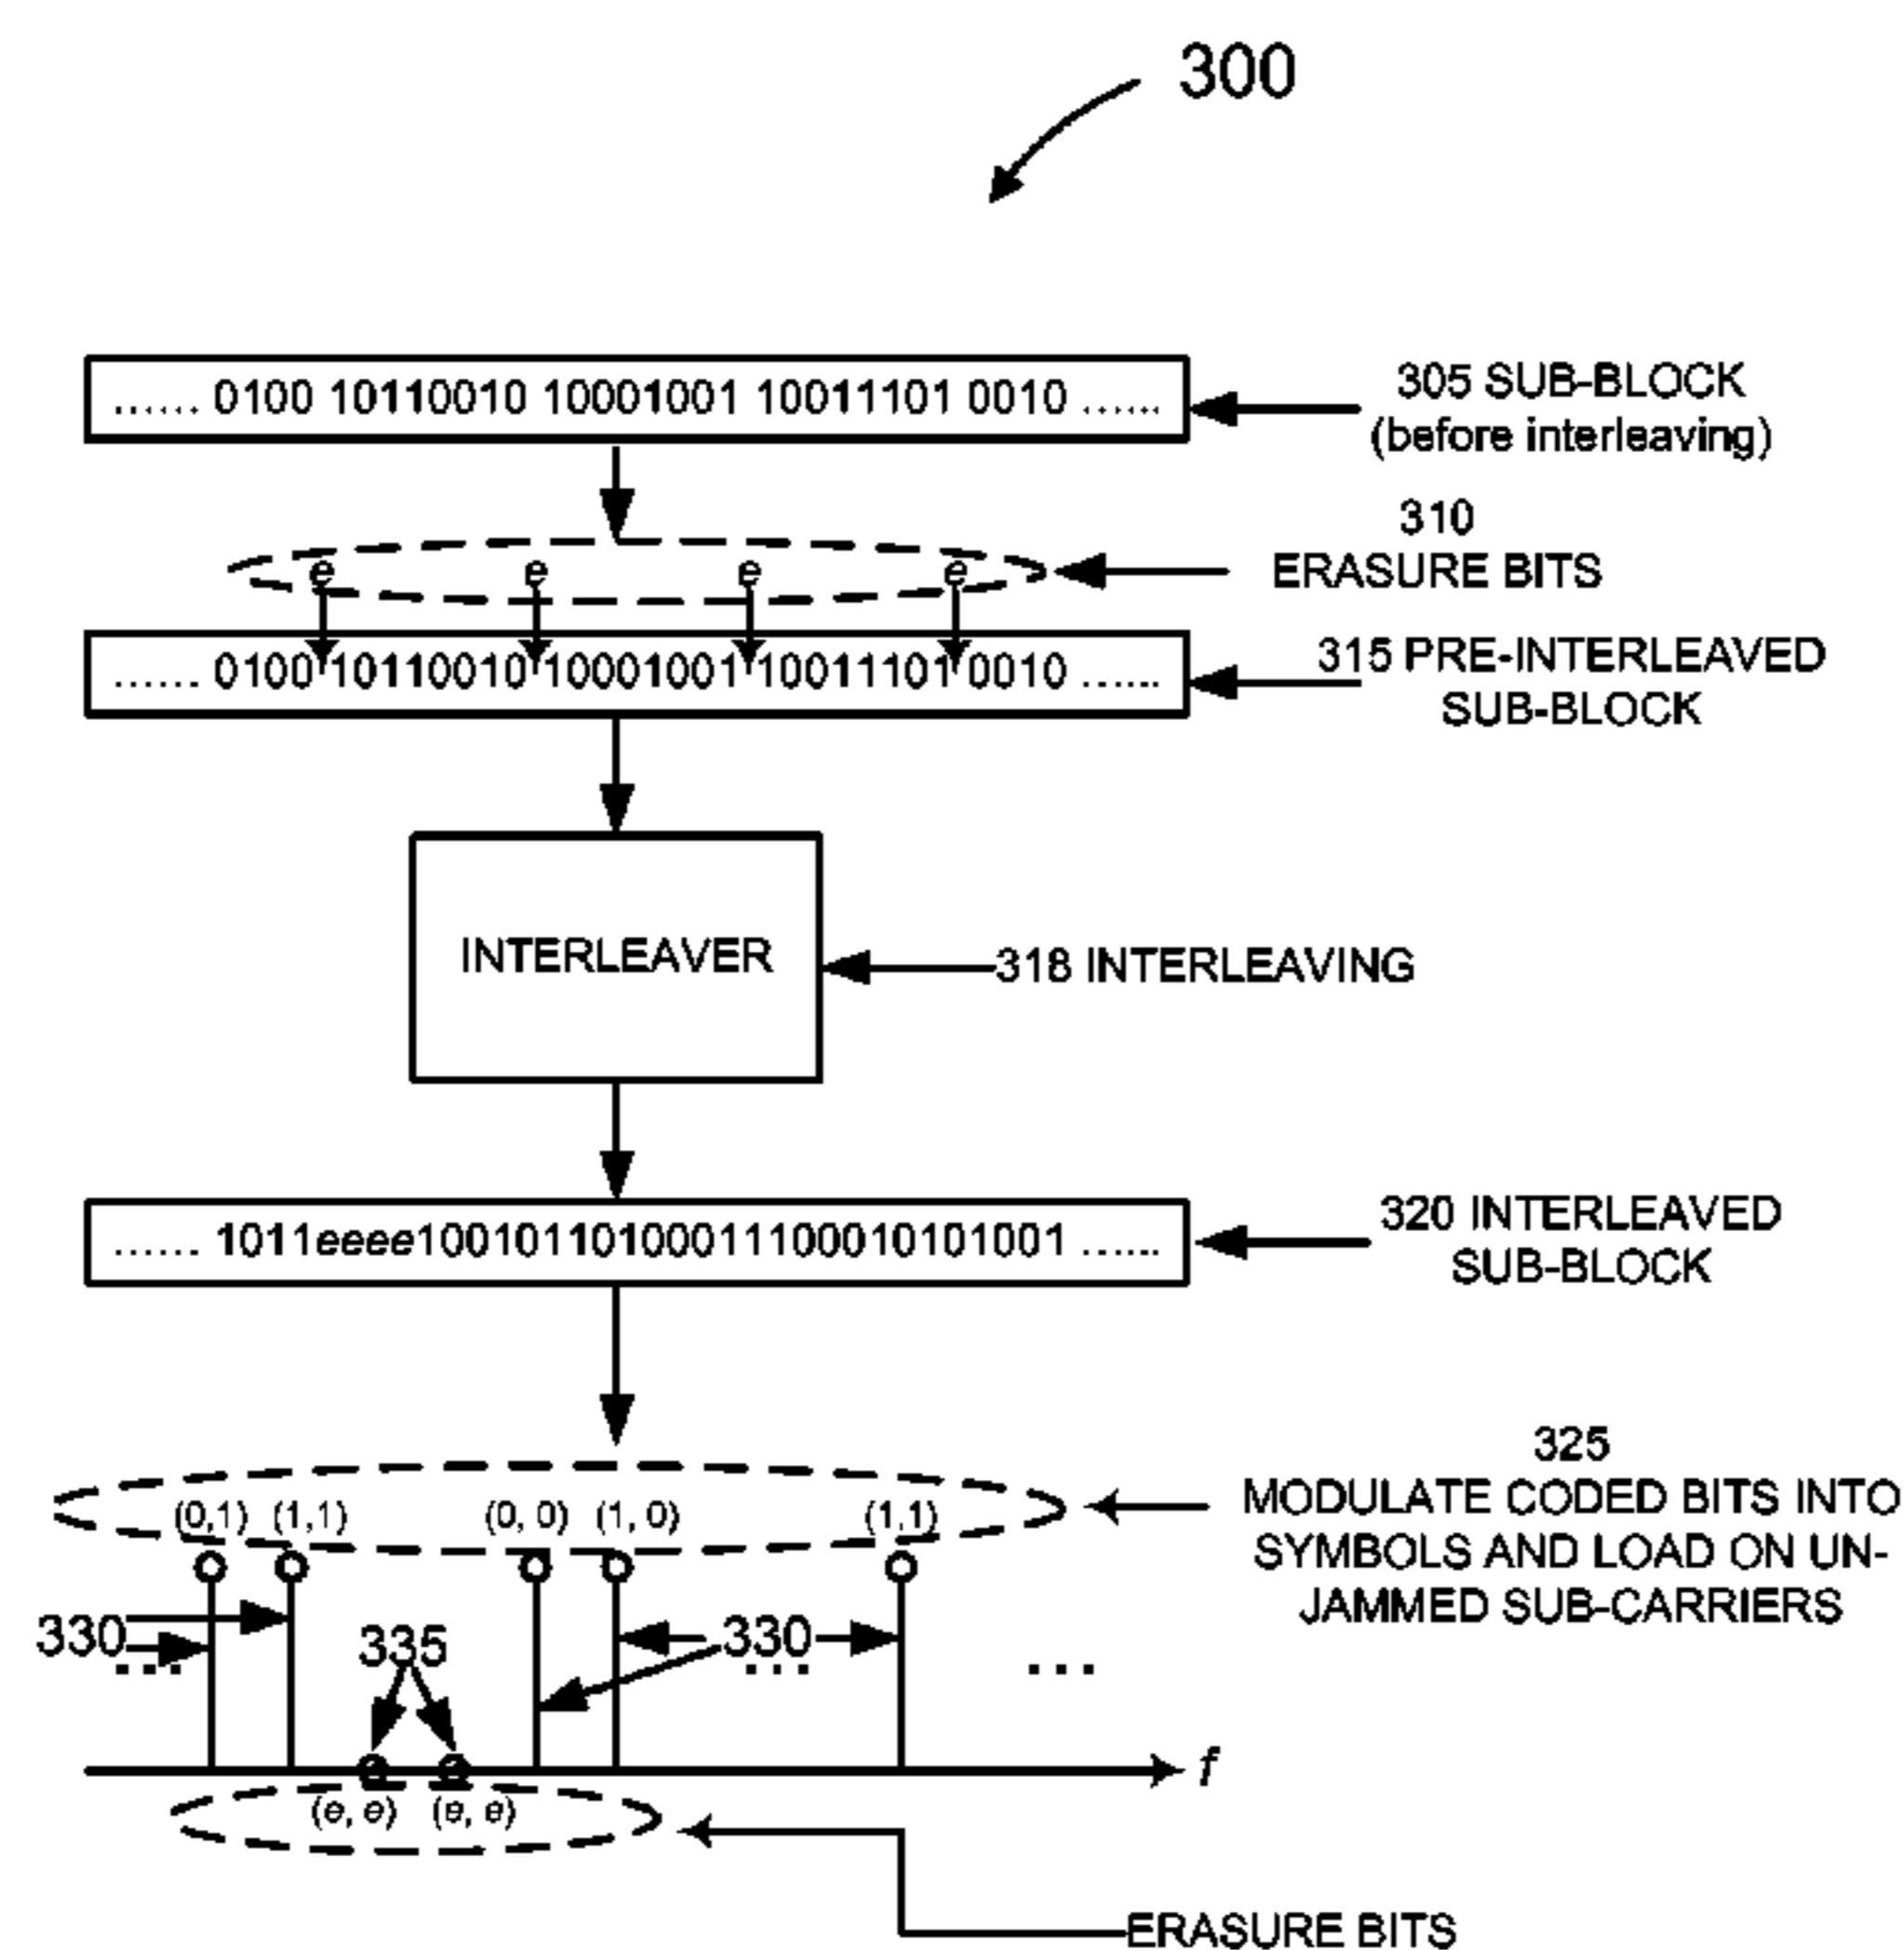 300
...... 0100 10110010 10001001 10011101 0010 ......
305 SUB-BLOCK
(before interleaving)
e e e e
310
ERASURE BITS
...... 0100 10110010 10001001 10011101 0010 ......
315 PRE-INTERLEAVED
SUB-BLOCK
INTERLEAVER
318 INTERLEAVING
...... 1011eeee10010110100011100010101001 ......
320 INTERLEAVED
SUB-BLOCK
325
MODULATE CODED BITS INTO
SYMBOLS AND LOAD ON UN-
JAMMED SUB-CARRIERS
(0,1) (1,1) (0, 0) (1, 0) (1,1)
330 335 330
... ... ...
f
(e, e) (e, e)
ERASURE BITS